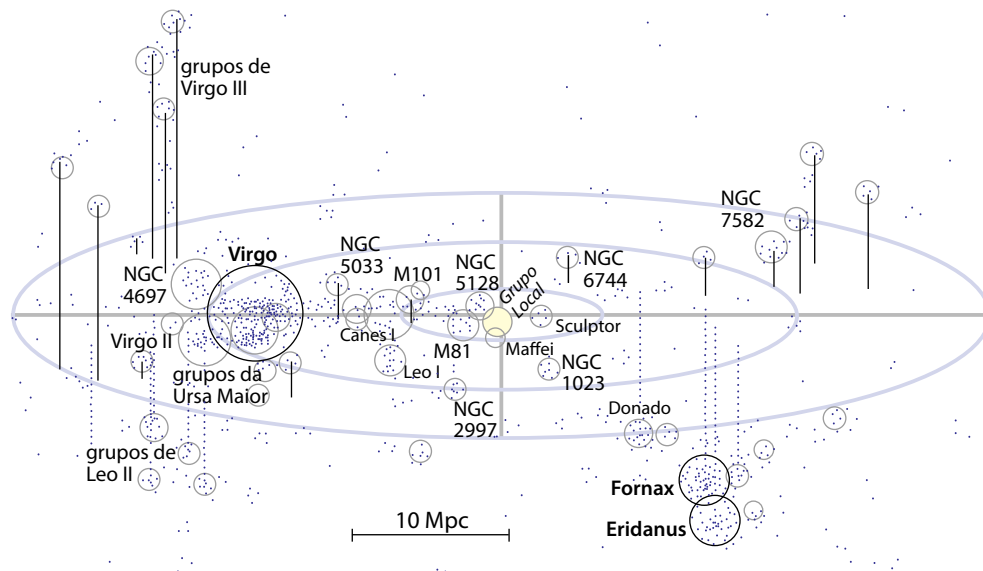 grupos de
Virgo III
NGC
7582
NGC
4697
Virgo
NGC
5033
M101
NGC
5128
Grupo
Local
NGC
6744
Sculptor
Canes I
Virgo II
M81
Maffei
Leo I
NGC
1023
grupos da
Ursa Maior
NGC
2997
Donado
grupos de
Leo II
Fornax
Eridanus
10 Mpc